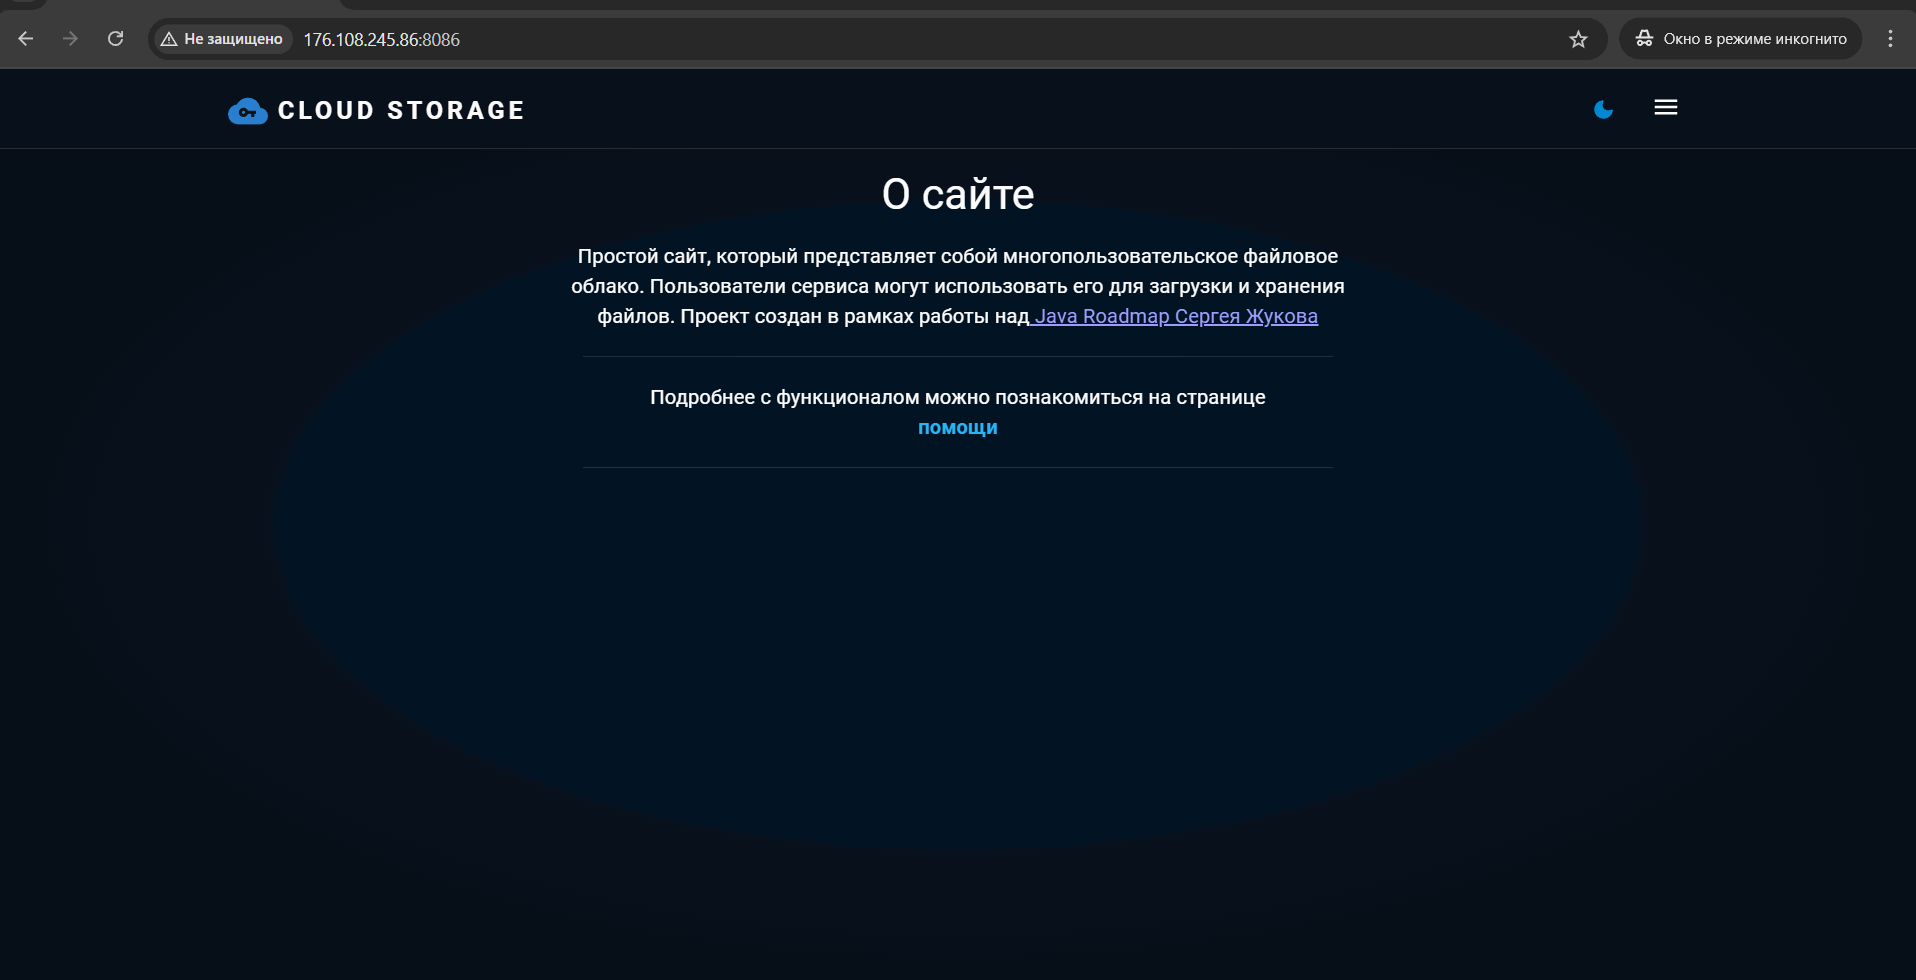 Не защищено
176.108.245.86:8086
Окно в режиме инкогнито
CLOUD STORAGE
О сайте
Простой сайт, который представляет собой многопользовательское файловое
облако. Пользователи сервиса могут использовать его для загрузки и хранения
файлов. Проект создан в рамках работы над Java Roadmap Сергея Жукова
Подробнее с функционалом можно познакомиться на странице
помощи